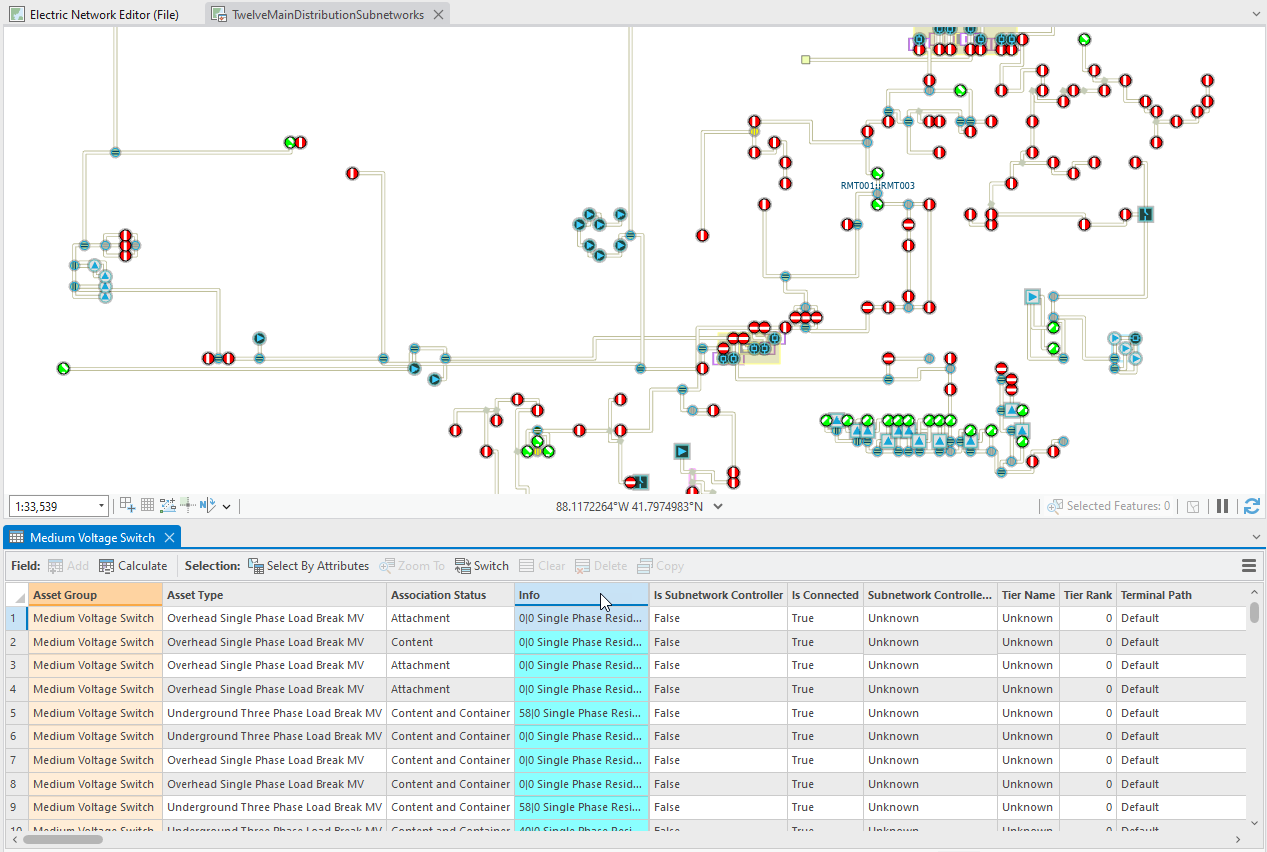 Electric Network Editor (File)
TwelveMainDistributionSubnetworks
RMT001::RMT003
1:33,539
88.1172264°W 41.7974983°N
Selected Features: 0
Medium Voltage Switch
Field: Add Calculate Selection: Select By Attributes Zoom To Switch Clear Delete Copy
Asset Group Asset Type Association Status Info Is Subnetwork Controller Is Connected Subnetwork Controlle... Tier Name Tier Rank Terminal Path
1 Medium Voltage Switch Overhead Single Phase Load Break MV Attachment 0|0 Single Phase Resid... False True Unknown Unknown 0 Default
2 Medium Voltage Switch Overhead Single Phase Load Break MV Content 0|0 Single Phase Resid... False True Unknown Unknown 0 Default
3 Medium Voltage Switch Overhead Single Phase Load Break MV Attachment 0|0 Single Phase Resid... False True Unknown Unknown 0 Default
4 Medium Voltage Switch Overhead Single Phase Load Break MV Attachment 0|0 Single Phase Resid... False True Unknown Unknown 0 Default
5 Medium Voltage Switch Underground Three Phase Load Break MV Content and Container 58|0 Single Phase Resi... False True Unknown Unknown 0 Default
6 Medium Voltage Switch Underground Three Phase Load Break MV Content and Container 0|0 Single Phase Resid... False True Unknown Unknown 0 Default
7 Medium Voltage Switch Overhead Single Phase Load Break MV Content and Container 0|0 Single Phase Resid... False True Unknown Unknown 0 Default
8 Medium Voltage Switch Overhead Single Phase Load Break MV Content and Container 0|0 Single Phase Resid... False True Unknown Unknown 0 Default
9 Medium Voltage Switch Underground Three Phase Load Break MV Content and Container 58|0 Single Phase Resi... False True Unknown Unknown 0 Default
10 Medium Voltage Switch Underground Three Phase Load Break MV Content and Container 40|0 Single Phase Resi... False True Unknown Unknown 0 Default